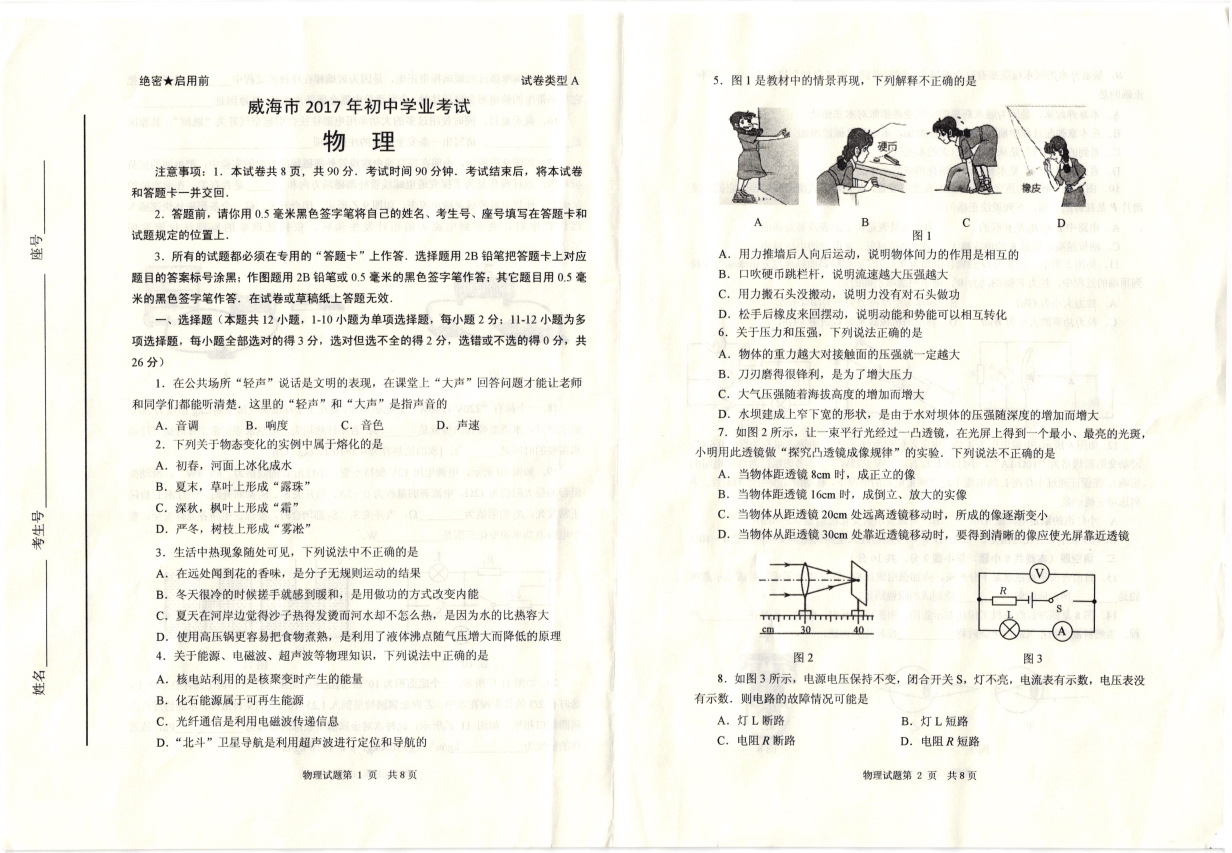 绝密★启用前
试卷类型 A
威海市 2017 年初中学业考试
物 理
注意事项：1．本试卷共 8 页，共 90 分．考试时间 90 分钟．考试结束后，将本试卷
和答题卡一并交回．
2．答题前，请你用 0.5 毫米黑色签字笔将自己的姓名、考生号、座号填写在答题卡和
试题规定的位置上．
3．所有的试题都必须在专用的“答题卡”上作答．选择题用 2B 铅笔把答题卡上对应
题目的答案标号涂黑；作图题用 2B 铅笔或 0.5 毫米的黑色签字笔作答；其它题目用 0.5 毫
米的黑色签字笔作答．在试卷或草稿纸上答题无效．
一、选择题（本题共 12 小题，1-10 小题为单项选择题，每小题 2 分；11-12 小题为多
项选择题，每小题全部选对的得 3 分，选对但选不全的得 2 分，选错或不选的得 0 分，共
26 分）
1．在公共场所“轻声”说话是文明的表现，在课堂上“大声”回答问题才能让老师
和同学们都能听清楚．这里的“轻声”和“大声”是指声音的
A．音调 B．响度 C．音色 D．声速
2．下列关于物态变化的实例中属于熔化的是
A．初春，河面上冰化成水
B．夏末，草叶上形成“露珠”
C．深秋，枫叶上形成“霜”
D．严冬，树枝上形成“雾凇”
3．生活中热现象随处可见，下列说法中不正确的是
A．在远处闻到花的香味，是分子无规则运动的结果
B．冬天很冷的时候搓手就感到暖和，是用做功的方式改变内能
C．夏天在河岸边觉得沙子热得发烫而河水却不怎么热，是因为水的比热容大
D．使用高压锅更容易把食物煮熟，是利用了液体沸点随气压增大而降低的原理
4．关于能源、电磁波、超声波等物理知识，下列说法中正确的是
A．核电站利用的是核聚变时产生的能量
B．化石能源属于可再生能源
C．光纤通信是利用电磁波传递信息
D．“北斗”卫星导航是利用超声波进行定位和导航的
物理试题第 1 页 共 8 页
座号
考生号
姓名
5．图 1 是教材中的情景再现，下列解释不正确的是
硬币
橡皮
A B C D
图 1
A．用力推墙后人向后运动，说明物体间力的作用是相互的
B．口吹硬币跳栏杆，说明流速越大压强越大
C．用力搬石头没搬动，说明力没有对石头做功
D．松手后橡皮来回摆动，说明动能和势能可以相互转化
6．关于压力和压强，下列说法正确的是
A．物体的重力越大对接触面的压强就一定越大
B．刀刃磨得很锋利，是为了增大压力
C．大气压强随着海拔高度的增加而增大
D．水坝建成上窄下宽的形状，是由于水对坝体的压强随深度的增加而增大
7．如图 2 所示，让一束平行光经过一凸透镜，在光屏上得到一个最小、最亮的光斑，
小明用此透镜做“探究凸透镜成像规律”的实验．下列说法不正确的是
A．当物体距透镜 8cm 时，成正立的像
B．当物体距透镜 16cm 时，成倒立、放大的实像
C．当物体从距透镜 20cm 处远离透镜移动时，所成的像逐渐变小
D．当物体从距透镜 30cm 处靠近透镜移动时，要得到清晰的像应使光屏靠近透镜
cm 30 40
图 2
V
R
S
L
A
图 3
8．如图 3 所示，电源电压保持不变，闭合开关 S，灯不亮，电流表有示数，电压表没
有示数．则电路的故障情况可能是
A．灯 L 断路 B．灯 L 短路
C．电阻 R 断路 D．电阻 R 短路
物理试题第 2 页 共 8 页